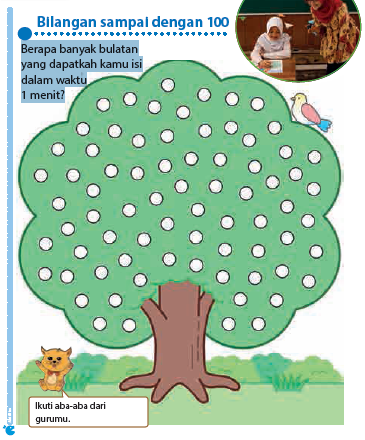 Bilangan sampai dengan 100
Berapa banyak bulatan
yang dapatkah kamu isi
dalam waktu
1 menit?
Ikuti aba-aba dari
gurumu.